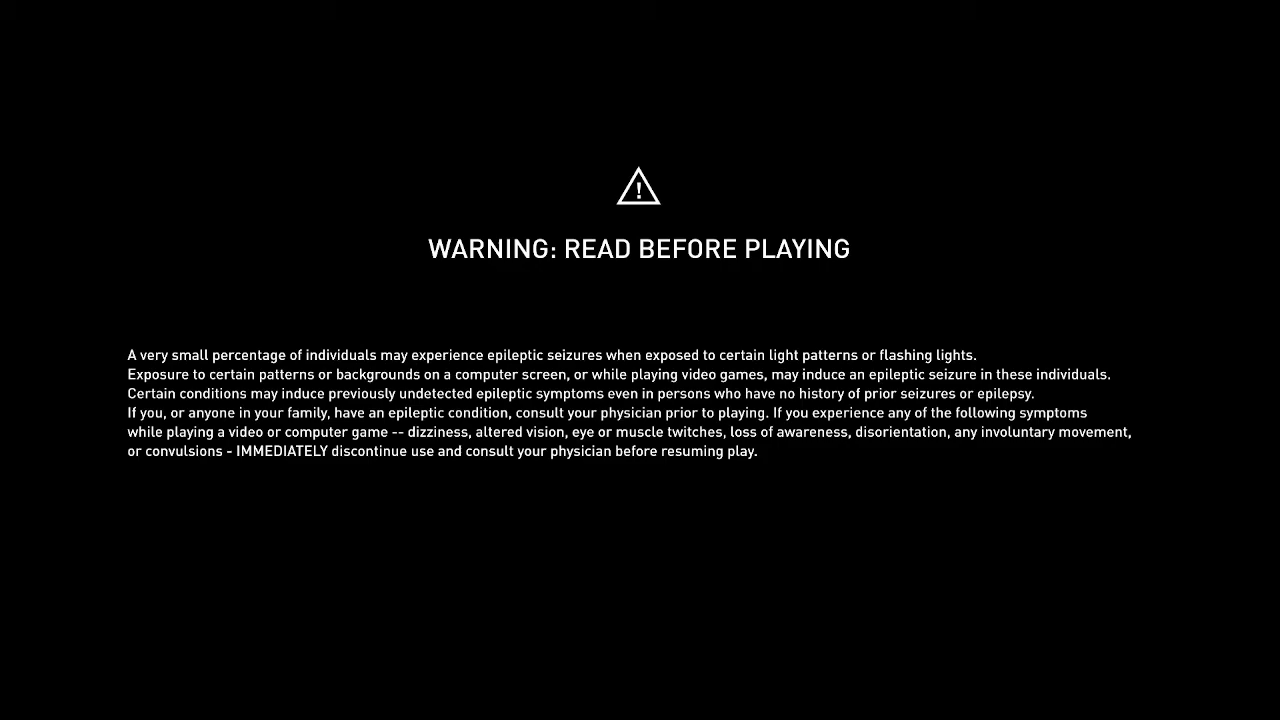 WARNING: READ BEFORE PLAYING
A very small percentage of individuals may experience epileptic seizures when exposed to certain light patterns or flashing lights.
Exposure to certain patterns or backgrounds on a computer screen, or while playing video games, may induce an epileptic seizure in these individuals.
Certain conditions may induce previously undetected epileptic symptoms even in persons who have no history of prior seizures or epilepsy.
If you, or anyone in your family, have an epileptic condition, consult your physician prior to playing. If you experience any of the following symptoms
while playing a video or computer game -- dizziness, altered vision, eye or muscle twitches, loss of awareness, disorientation, any involuntary movement,
or convulsions - IMMEDIATELY discontinue use and consult your physician before resuming play.